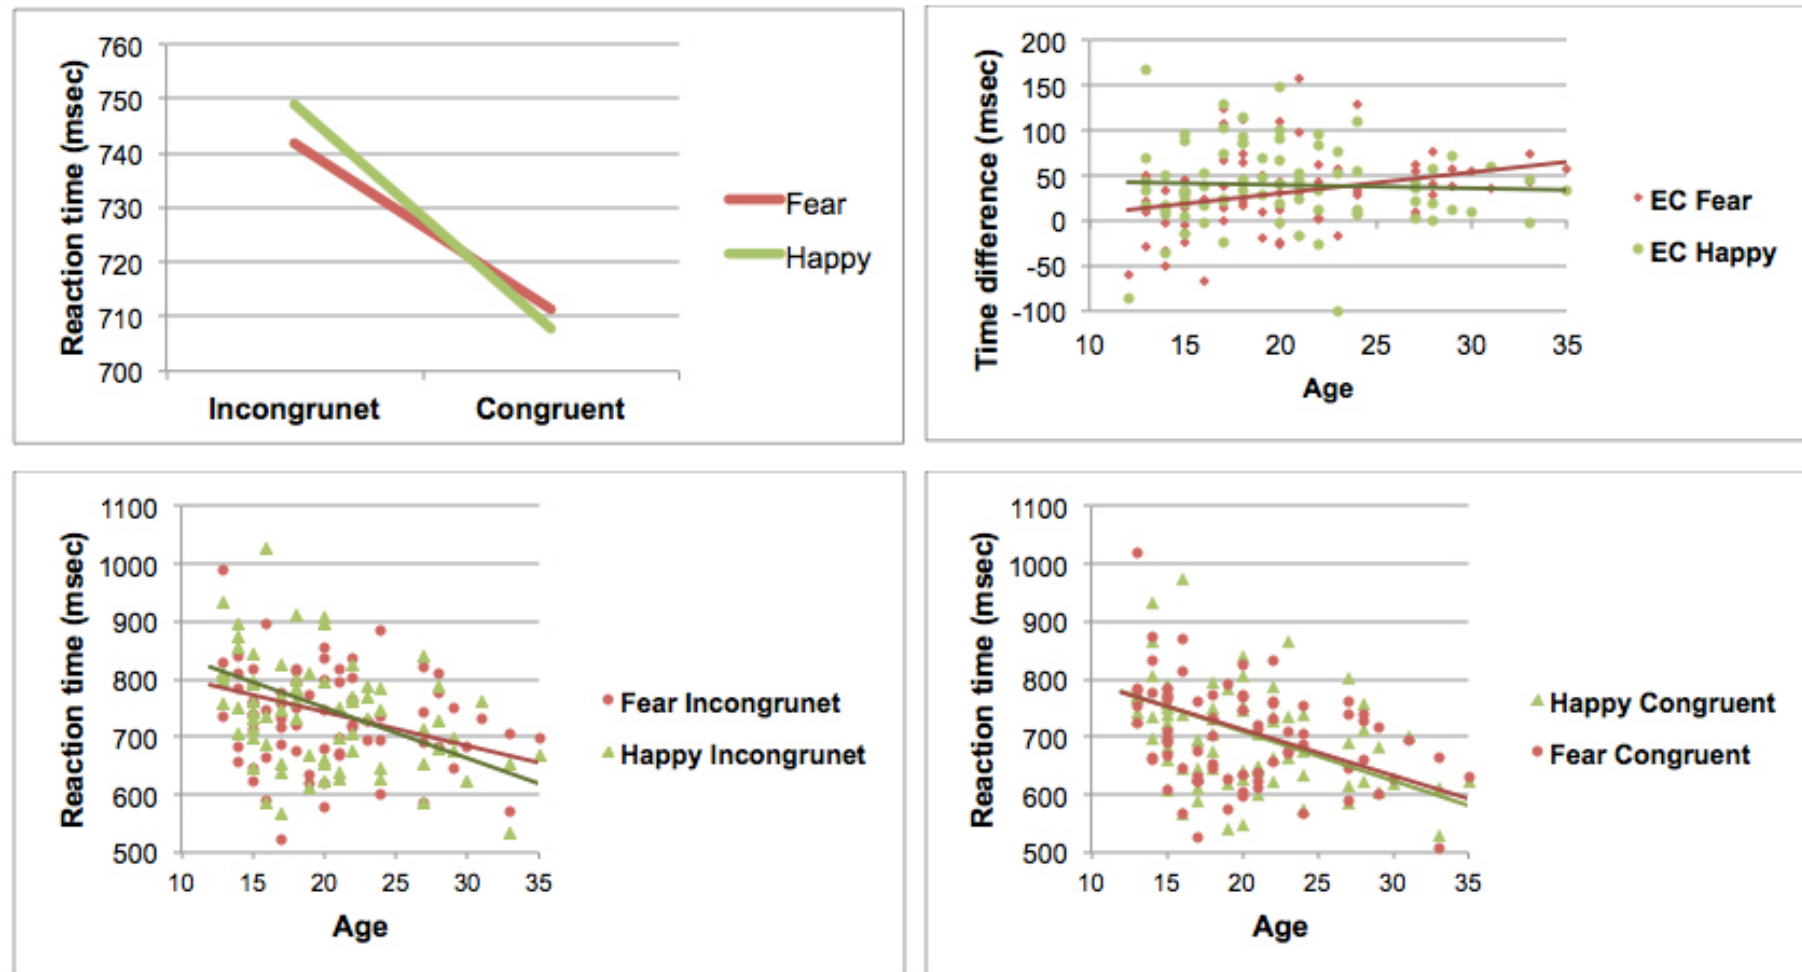 Reaction time (msec)
760
750
740
730
720
710
700
Incongrunet Congruent
Fear
Happy
Time difference (msec)
200
150
100
50
0
-50
-100
10 15 20 25 30 35
Age
EC Fear
EC Happy
Reaction time (msec)
1100
1000
900
800
700
600
500
10 15 20 25 30 35
Age
Fear Incongrunet
Happy Incongrunet
Reaction time (msec)
1100
1000
900
800
700
600
500
10 15 20 25 30 35
Age
Happy Congruent
Fear Congruent